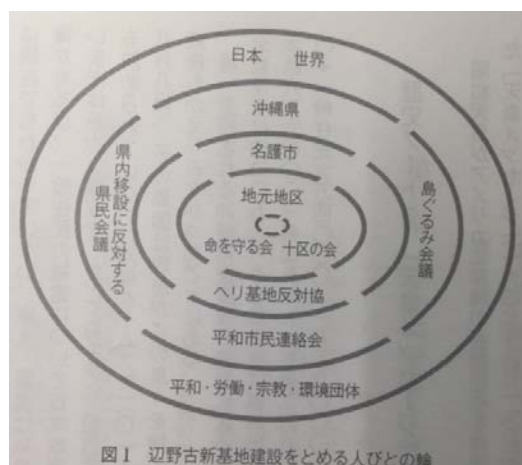 日本 世界
沖縄県
名護市
地元地区
命を守る会 十区の会
ヘリ基地反対協
平和市民連絡会
平和・労働・宗教・環境団体
県内移設に反対する
県民会議
島ぐるみ会議
図1 辺野古新基地建設をとめる人びとの輪